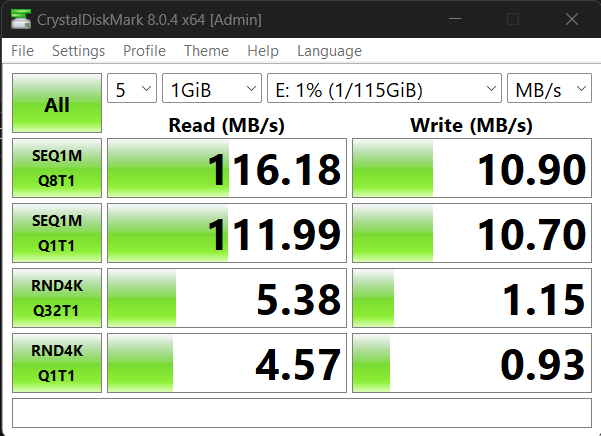 CrystalDiskMark 8.0.4 x64 [Admin]
File Settings Profile Theme Help Language
All 5 1GiB E: 1% (1/115GiB) MB/s
Read (MB/s) Write (MB/s)
SEQ1M
Q8T1 116.18 10.90
SEQ1M
Q1T1 111.99 10.70
RND4K
Q32T1 5.38 1.15
RND4K
Q1T1 4.57 0.93